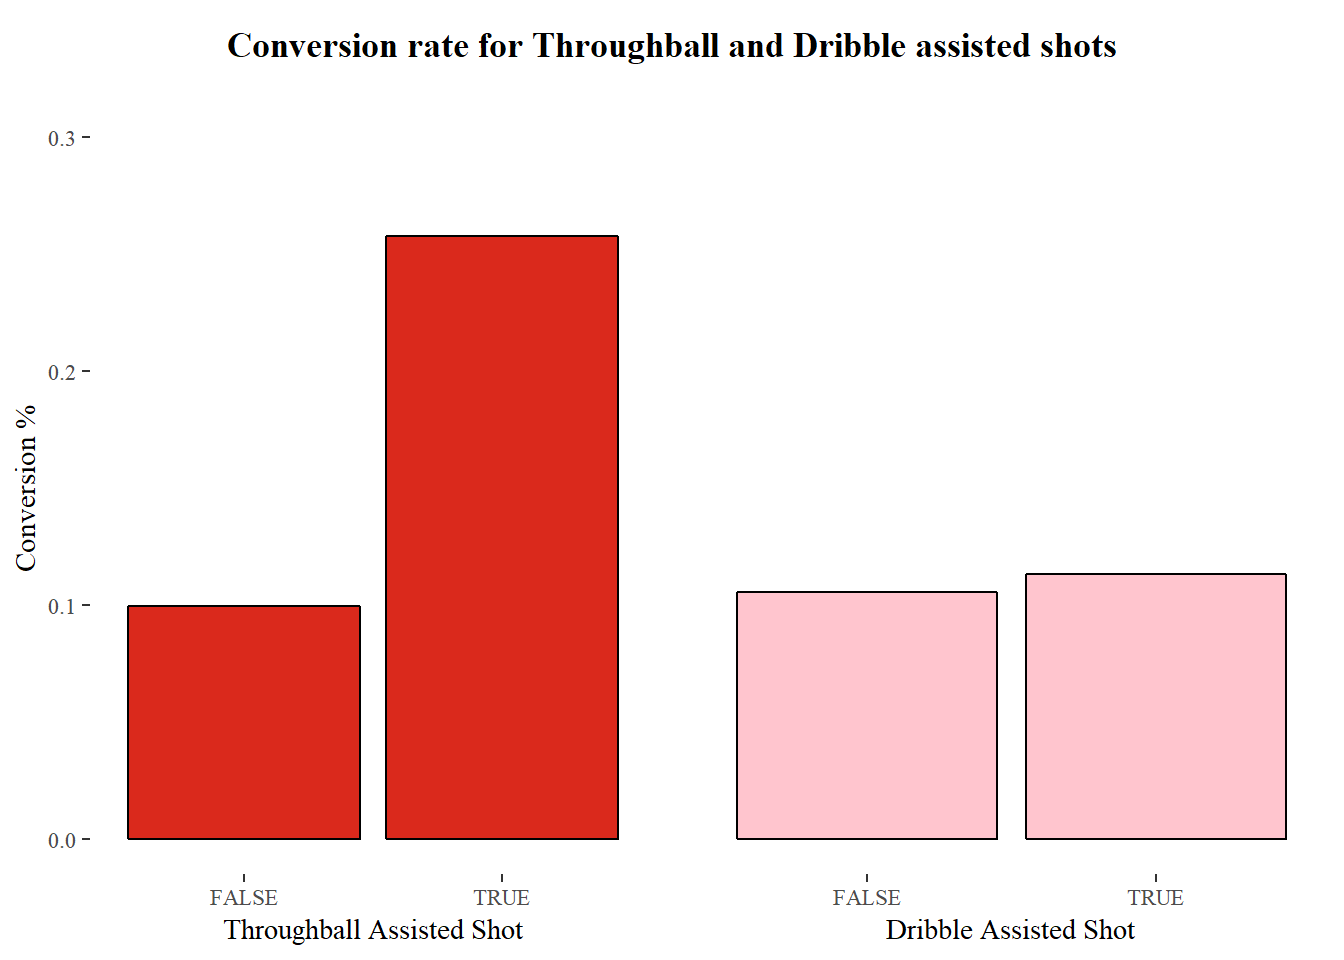 Conversion rate for Throughball and Dribble assisted shots
0.3
0.2
0.1
0.0
Conversion %
FALSE TRUE FALSE TRUE
Throughball Assisted Shot Dribble Assisted Shot